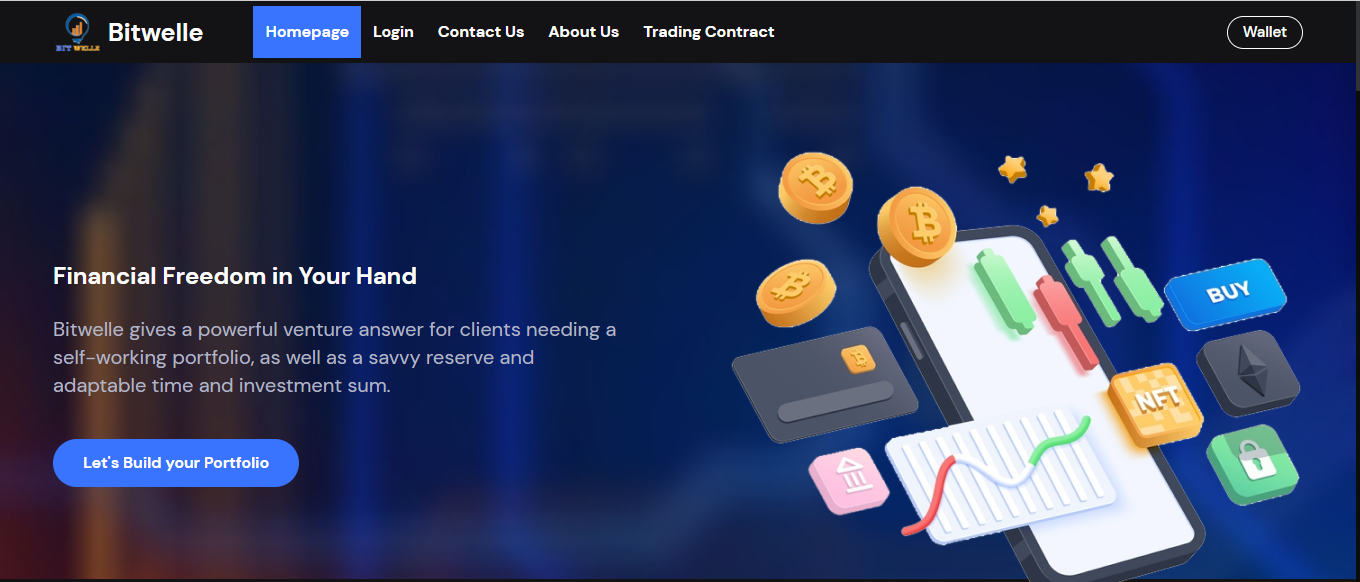 BIT WELLE
Bitwelle
Homepage
Login
Contact Us
About Us
Trading Contract
Wallet
Financial Freedom in Your Hand
Bitwelle gives a powerful venture answer for clients needing a
self-working portfolio, as well as a savvy reserve and
adaptable time and investment sum.
Let's Build your Portfolio
BUY
NFT